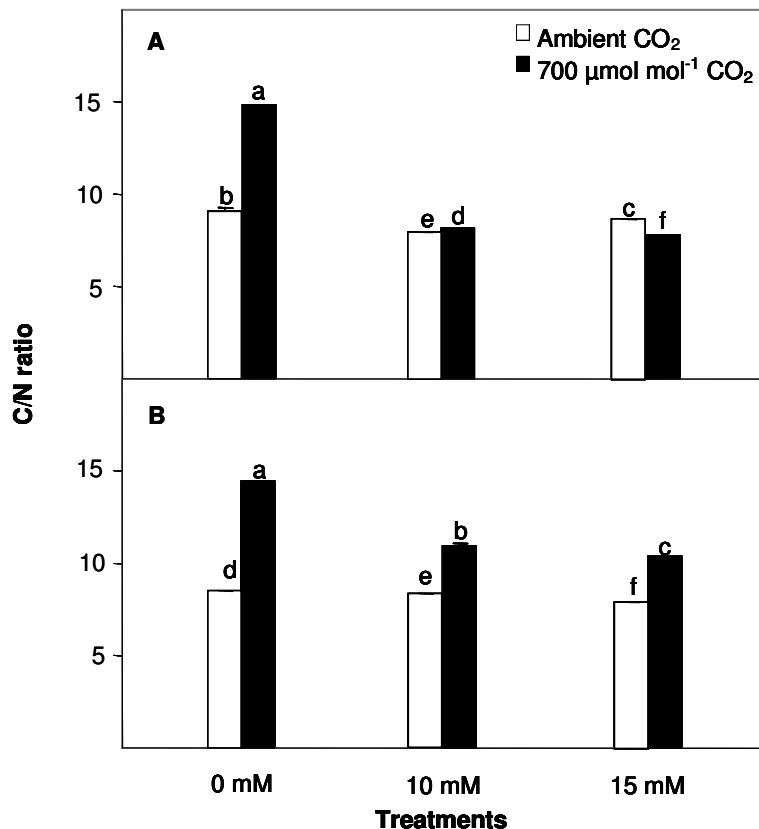 A
Ambient CO₂
700 µmol mol⁻¹ CO₂
15
a
10
b
e
d
c
f
5
C/N ratio
B
15
a
10
d
e
b
f
c
5
0 mM
10 mM
15 mM
Treatments